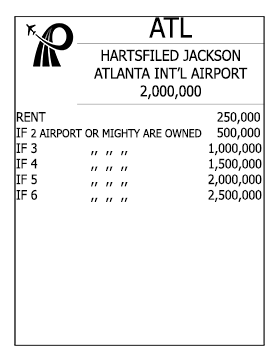 ATL
HARTSFILED JACKSON
ATLANTA INT'L AIRPORT
2,000,000
RENT 250,000
IF 2 AIRPORT OR MIGHTY ARE OWNED 500,000
IF 3 ,, ,, ,, 1,000,000
IF 4 ,, ,, ,, 1,500,000
IF 5 ,, ,, ,, 2,000,000
IF 6 ,, ,, ,, 2,500,000